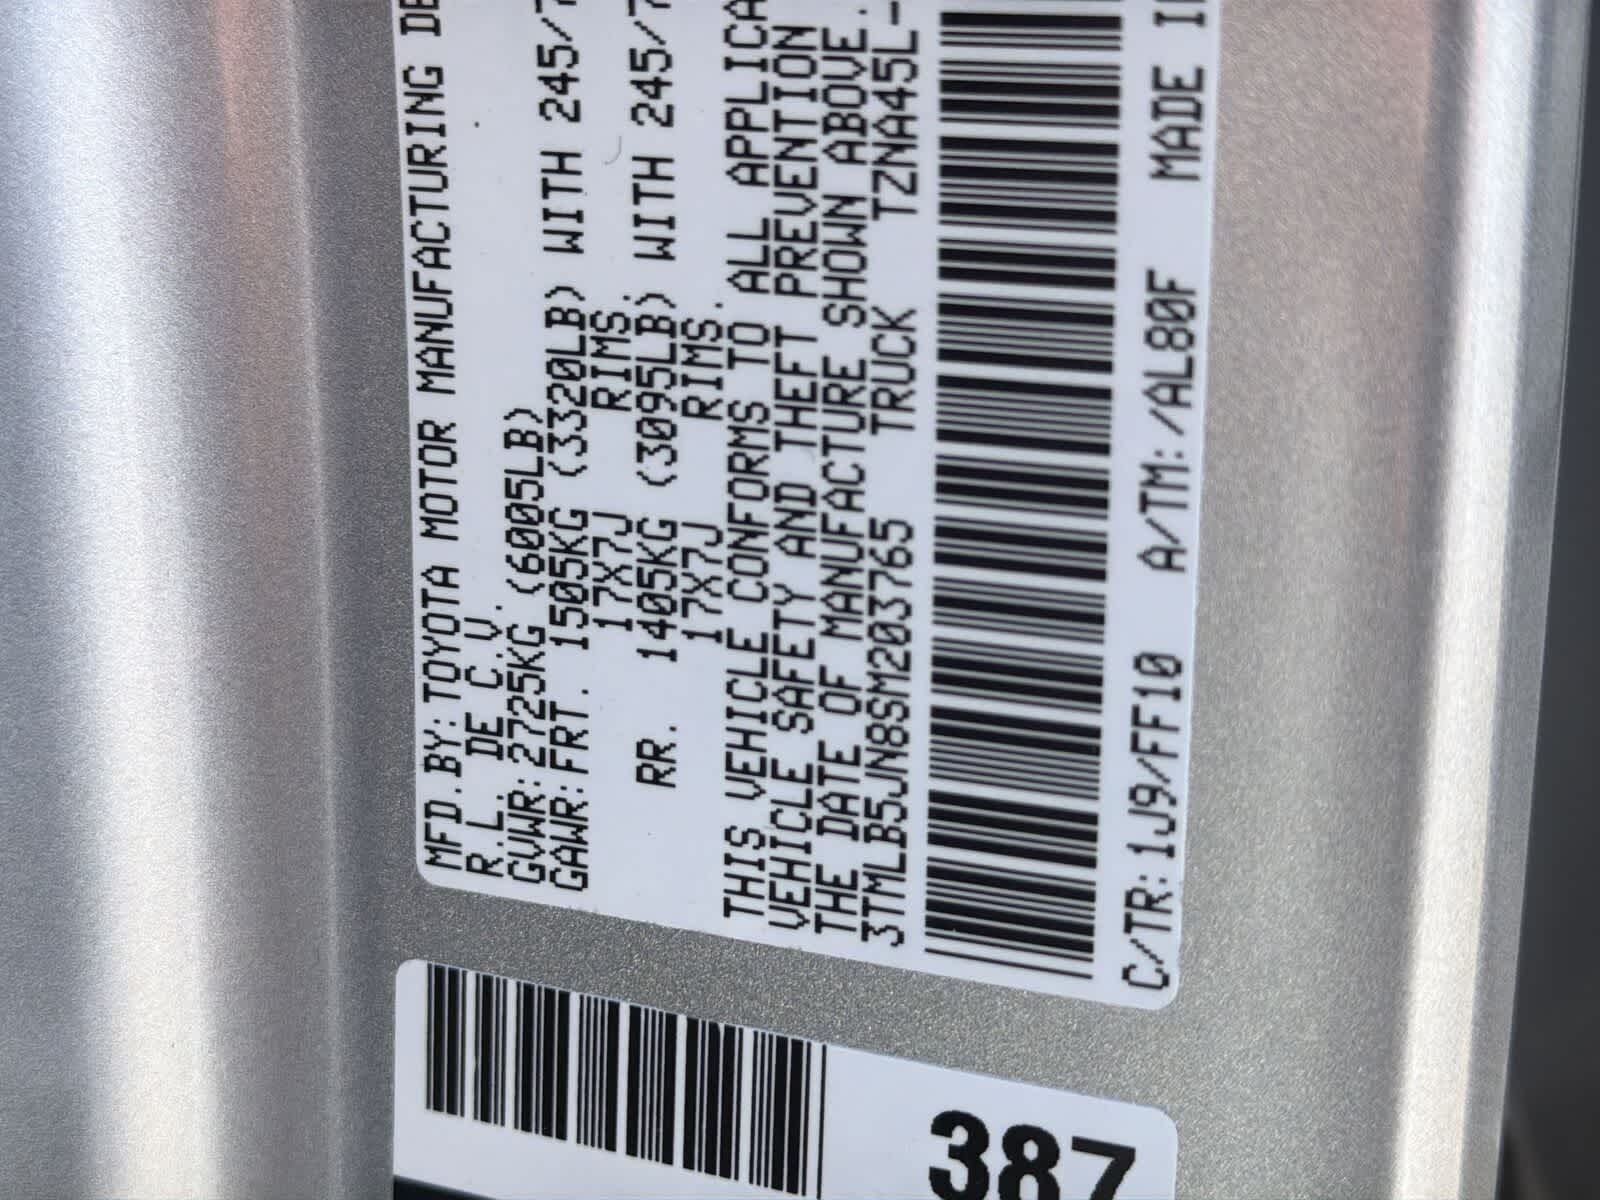 MFD.BY:TOYOTA MOTOR MANUFACTURING DE
R.L. DE C.V.
GVWR:2725KG (6005LB)
GAWR:FRT. 1505KG (3320LB) WITH 245/7
17X7J RIMS.
RR. 1405KG (3095LB) WITH 245/7
17X7J RIMS.
THIS VEHICLE CONFORMS TO ALL APPLICA
VEHICLE SAFETY AND THEFT PREVENTION
THE DATE OF MANUFACTURE SHOWN ABOVE.
3TMLB5JN8SM203765 TRUCK TZNA45L-
C/TR:1J9/FF10 A/TM:/AL80F MADE I
387